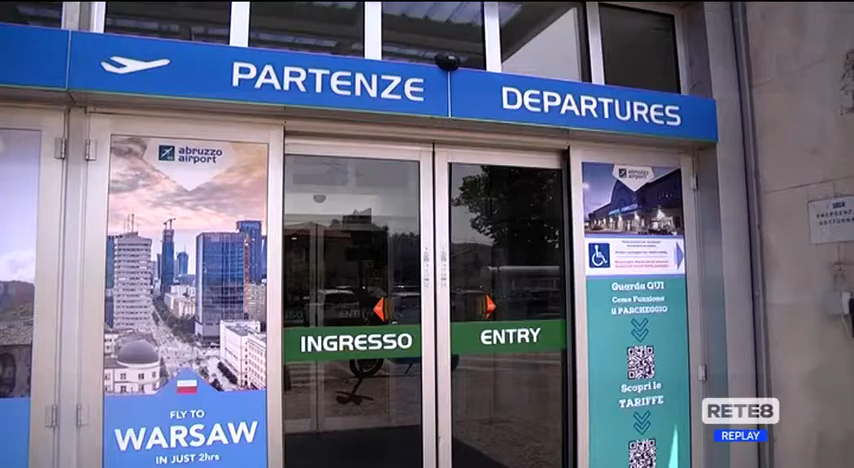 PARTENZE
DEPARTURES
abruzzo
airport
abruzzo
airport
INGRESSO
ENTRY
Guarda QUI
Come Funziona
il PARCHEGGIO
Scopri le
TARIFFE
FLY TO
WARSAW
IN JUST 2hrs
RETE8
REPLAY